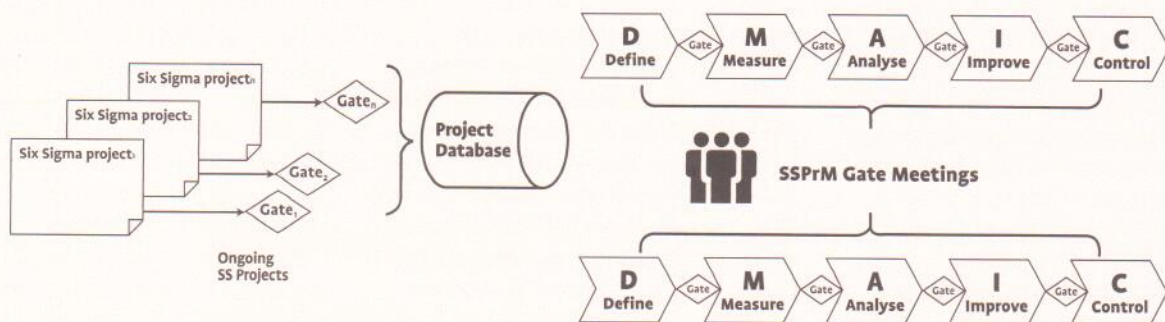 Six Sigma projectₙ
Gateₙ
Six Sigma project₂
Gate₂
Six Sigma project₁
Gate₁
Ongoing
SS Projects
Project
Database
D
Define
Gate
M
Measure
Gate
A
Analyse
Gate
I
Improve
Gate
C
Control
SSPrM Gate Meetings
D
Define
Gate
M
Measure
Gate
A
Analyse
Gate
I
Improve
Gate
C
Control